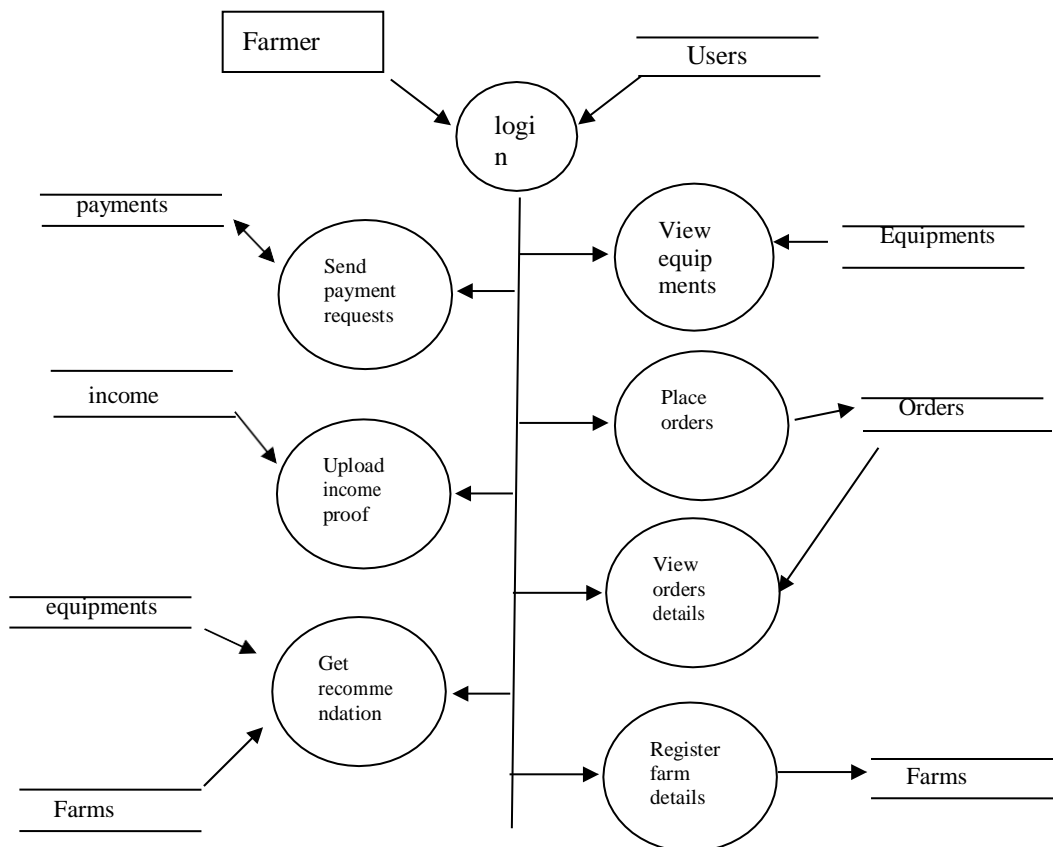 Farmer
Users
logi
n
payments
View
equip
ments
Equipments
Send
payment
requests
income
Place
orders
Orders
Upload
income
proof
View
orders
details
equipments
Get
recomme
ndation
Register
farm
details
Farms
Farms